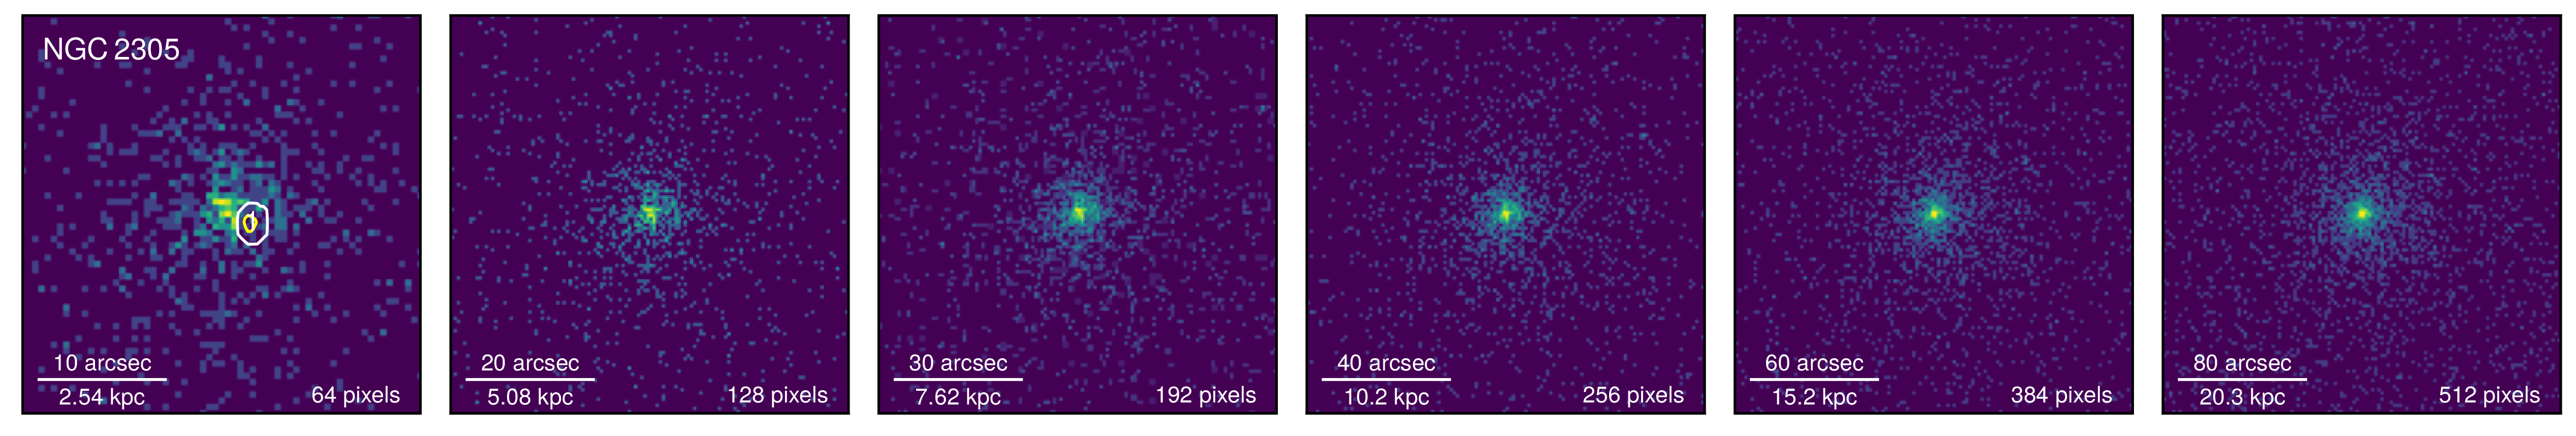 NGC 2305
10 arcsec
2.54 kpc
64 pixels
20 arcsec
5.08 kpc
128 pixels
30 arcsec
7.62 kpc
192 pixels
40 arcsec
10.2 kpc
256 pixels
60 arcsec
15.2 kpc
384 pixels
80 arcsec
20.3 kpc
512 pixels